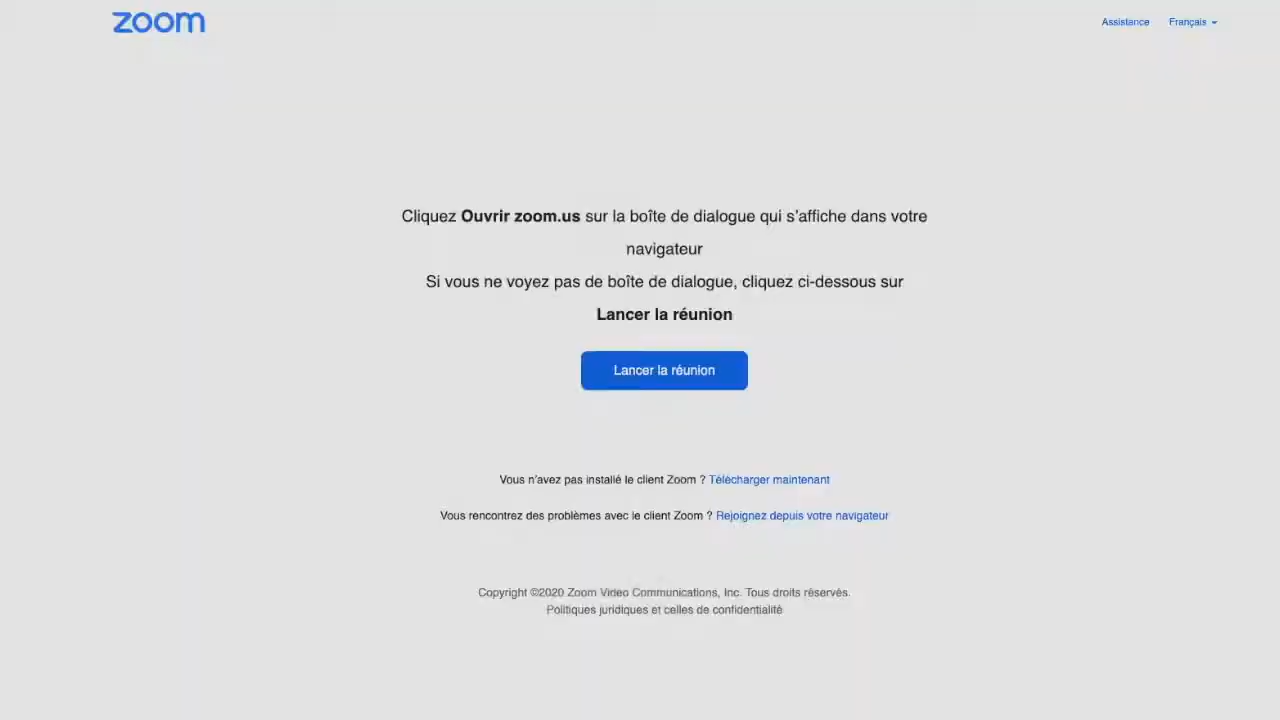 zoom
Assistance Français
Cliquez Ouvrir zoom.us sur la boîte de dialogue qui s’affiche dans votre
navigateur
Si vous ne voyez pas de boîte de dialogue, cliquez ci-dessous sur
Lancer la réunion
Lancer la réunion
Vous n’avez pas installé le client Zoom ? Télécharger maintenant
Vous rencontrez des problèmes avec le client Zoom ? Rejoignez depuis votre navigateur
Copyright ©2020 Zoom Video Communications, Inc. Tous droits réservés.
Politiques juridiques et celles de confidentialité